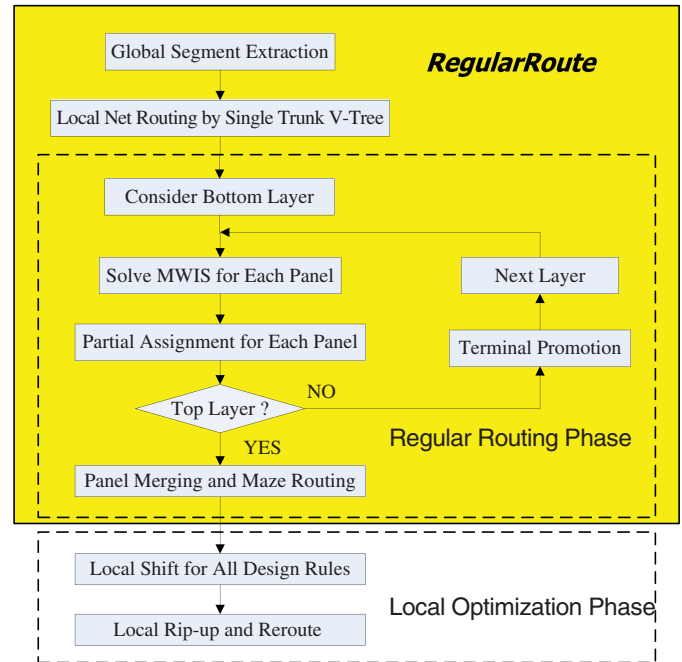 Global Segment Extraction
RegularRoute
Local Net Routing by Single Trunk V-Tree
Consider Bottom Layer
Solve MWIS for Each Panel
Next Layer
Partial Assignment for Each Panel
Terminal Promotion
Top Layer ?
NO
YES
Regular Routing Phase
Panel Merging and Maze Routing
Local Shift for All Design Rules
Local Optimization Phase
Local Rip-up and Reroute